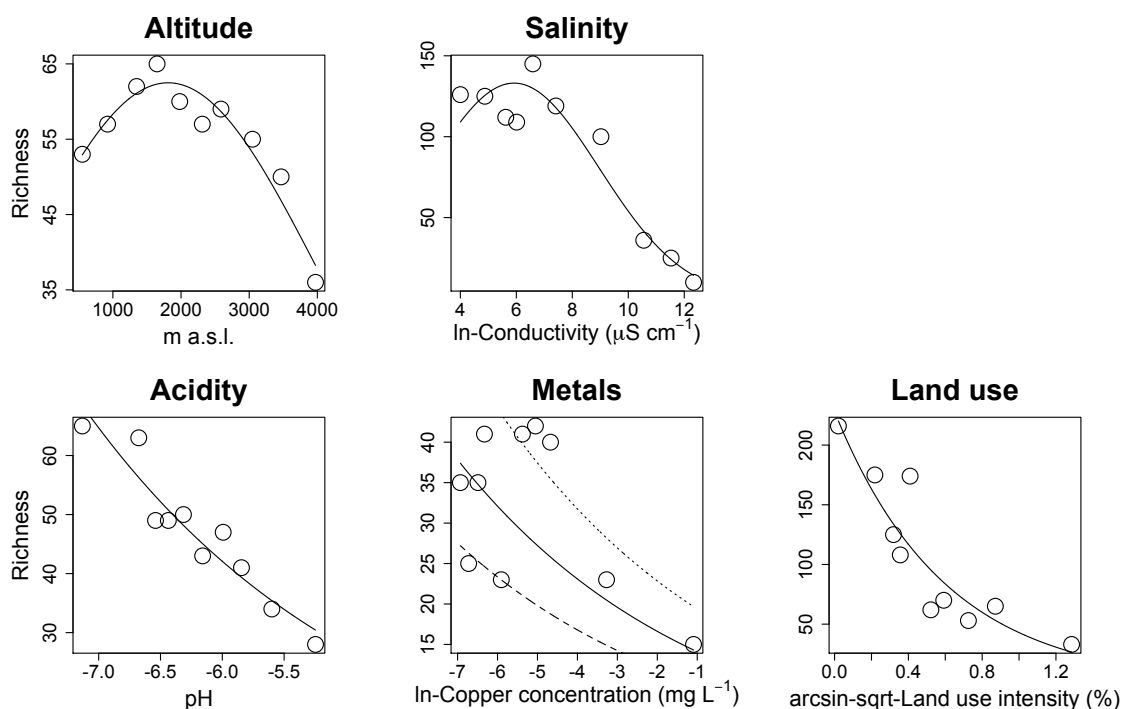 Altitude
Salinity
Richness
35 45 55 65
1000 2000 3000 4000
m a.s.l.
50 100 150
4 6 8 10 12
ln-Conductivity (μS cm⁻¹)
Acidity
Metals
Land use
Richness
30 40 50 60
-7.0 -6.5 -6.0 -5.5
pH
15 20 25 30 35 40
-7 -6 -5 -4 -3 -2 -1
ln-Copper concentration (mg L⁻¹)
50 100 150 200
0.0 0.4 0.8 1.2
arcsin-sqrt-Land use intensity (%)